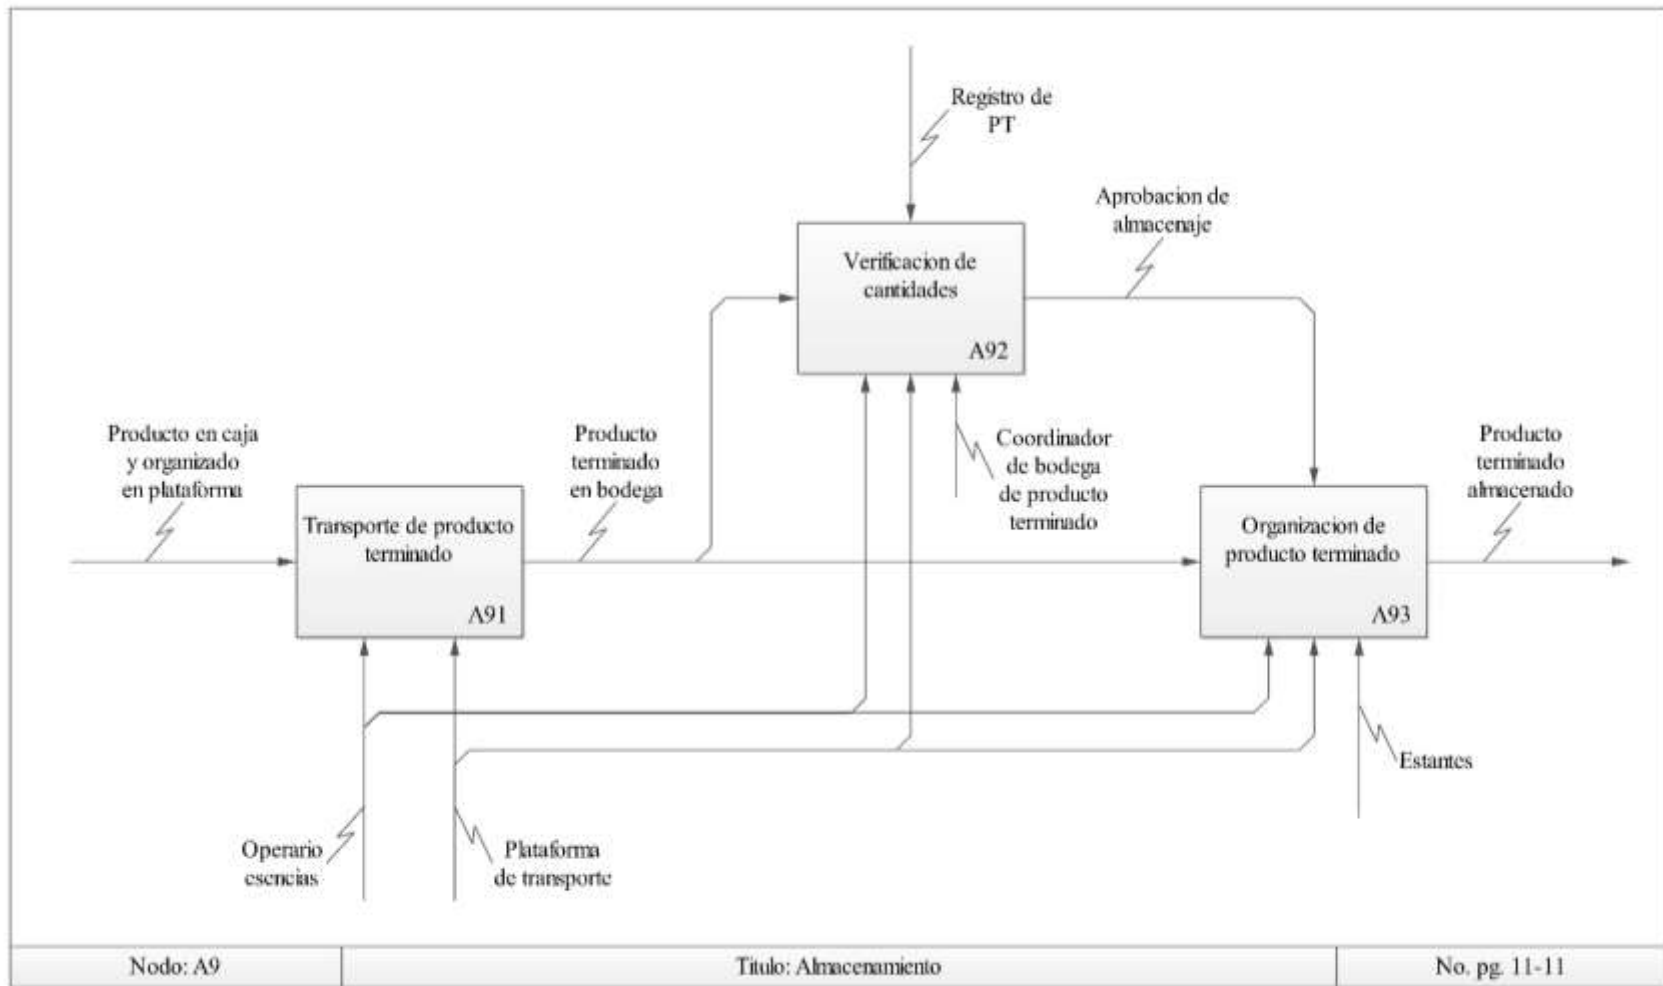 Registro de
PT
Aprobacion de
almacenaje
Verificacion de
cantidades
A92
Producto en caja
y organizado
en plataforma
Producto
terminado
en bodega
Coordinador
de bodega
de producto
terminado
Producto
terminado
almacenado
Transporte de producto
terminado
A91
Organizacion de
producto terminado
A93
Estantes
Operario
esencias
Plataforma
de transporte
Nodo: A9
Titulo: Almacenamiento
No. pg. 11-11